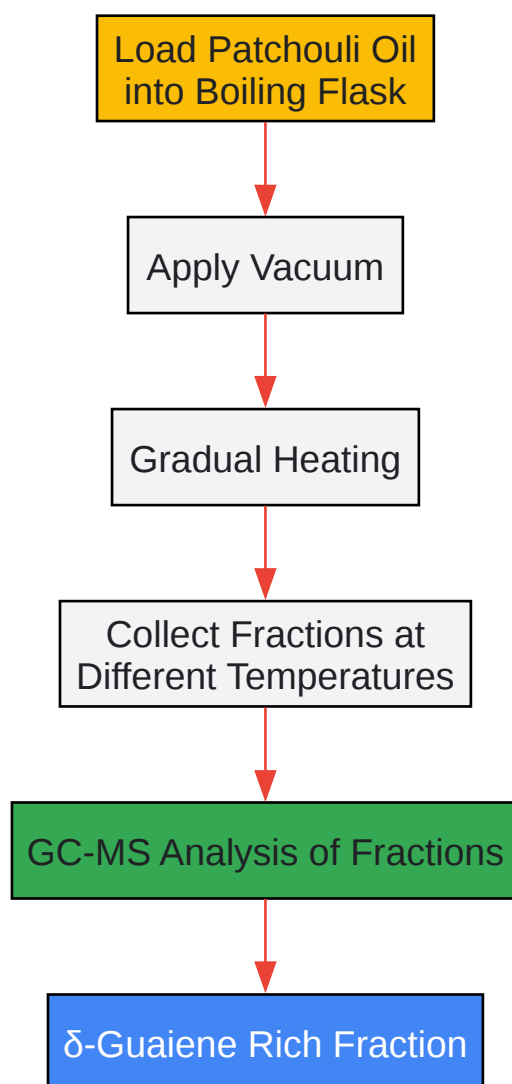 Load Patchouli Oil
into Boiling Flask
Apply Vacuum
Gradual Heating
Collect Fractions at
Different Temperatures
GC-MS Analysis of Fractions
δ-Guaiene Rich Fraction